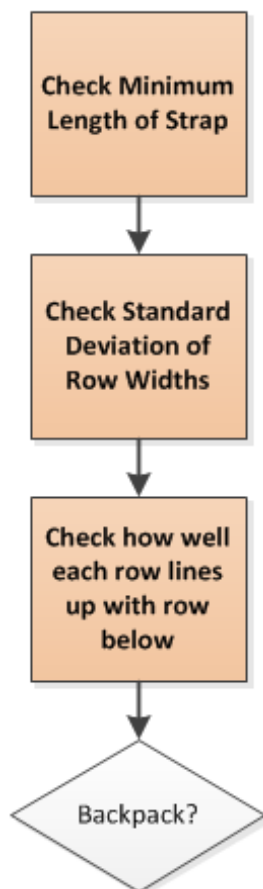 Check Minimum
Length of Strap
Check Standard
Deviation of
Row Widths
Check how well
each row lines
up with row
below
Backpack?